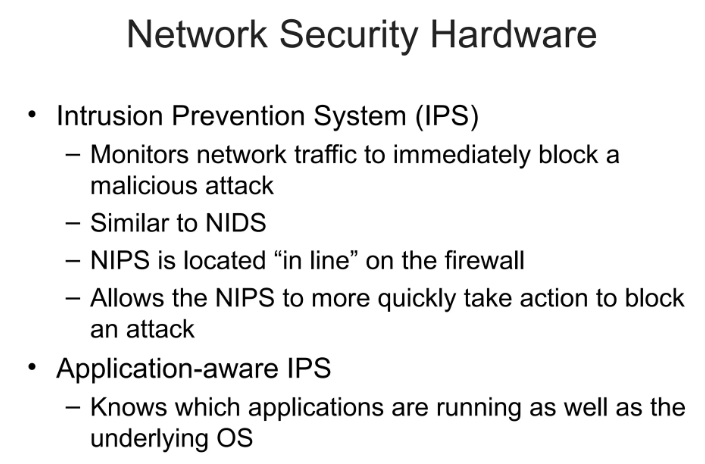 Network Security Hardware
• Intrusion Prevention System (IPS)
– Monitors network traffic to immediately block a
malicious attack
– Similar to NIDS
– NIPS is located “in line” on the firewall
– Allows the NIPS to more quickly take action to block
an attack
• Application-aware IPS
– Knows which applications are running as well as the
underlying OS